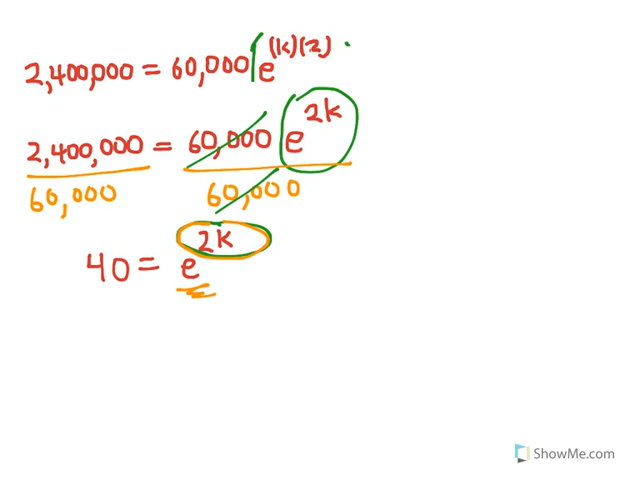 2,400,000 = 60,000 e^(k)(2)
2,400,000 = 60,000 e^2k
60,000 60,000
40 = e^2k
ShowMe.com